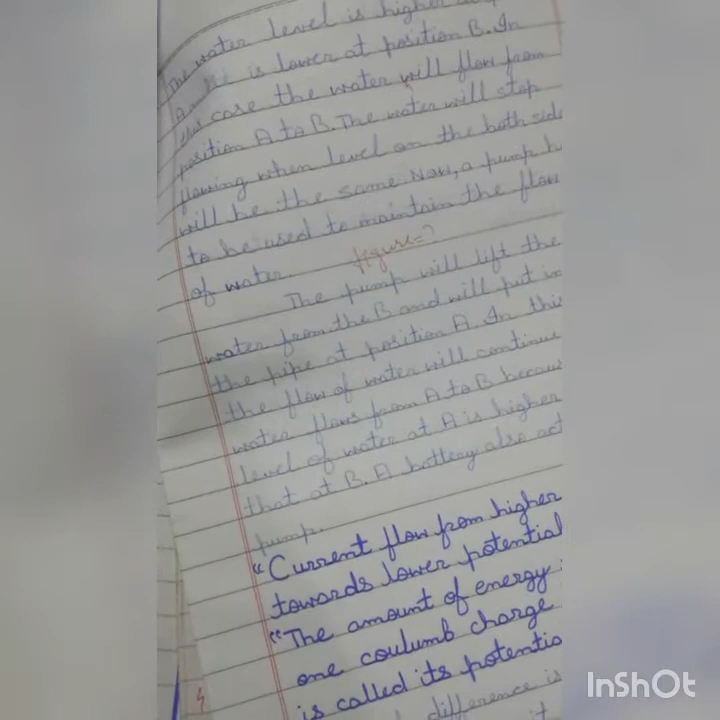 The water level is higher
is lower at position B. In
this case the water will flow from
position A to B. The water will stop
flowing when level on the both side
will be the same. Now, a pump h
to be used to maintain the flow
of water. figure=?
The pump will lift the
water from the B and will put in
the pipe at position A. In this
the flow of water will continue
water flows from A to B becaus
level of water at A is higher
that at B. A battery also act
pump.
"Current flow from higher
towards lower potential
"The amount of energy
one coulumb charge
is called its potentia
difference is
InShOt